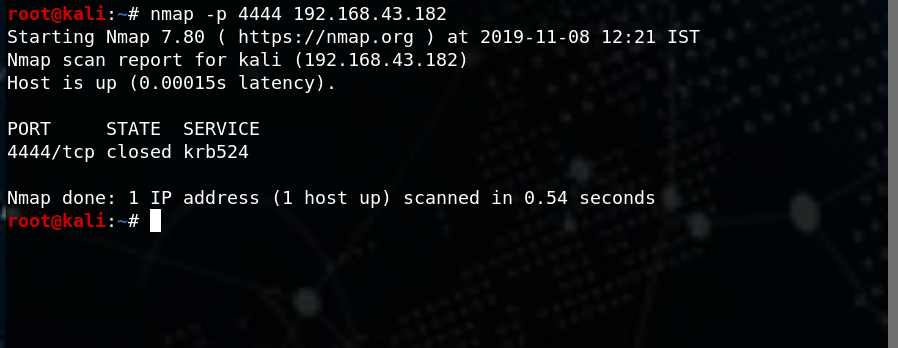 root@kali:~# nmap -p 4444 192.168.43.182
Starting Nmap 7.80 ( https://nmap.org ) at 2019-11-08 12:21 IST
Nmap scan report for kali (192.168.43.182)
Host is up (0.00015s latency).
PORT     STATE  SERVICE
4444/tcp closed krb524
Nmap done: 1 IP address (1 host up) scanned in 0.54 seconds
root@kali:~#